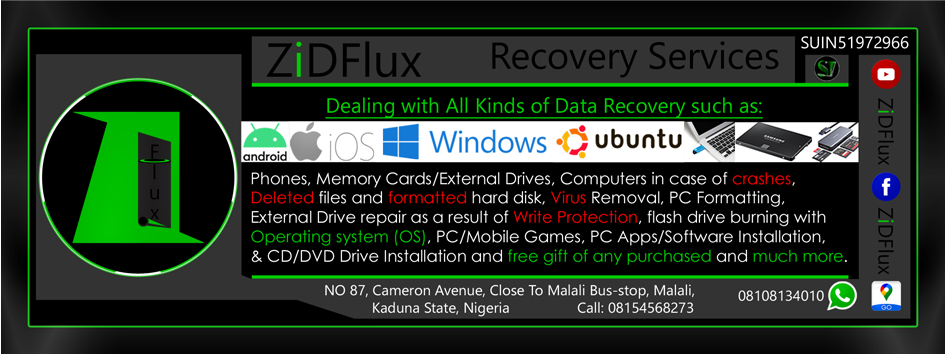 ZiDFlux
Recovery Services
SUIN51972966
Dealing with All Kinds of Data Recovery such as:
android
iOS
Windows
ubuntu
SAMSUNG
Phones, Memory Cards/External Drives, Computers in case of crashes,
Deleted files and formatted hard disk, Virus Removal, PC Formatting,
External Drive repair as a result of Write Protection, flash drive burning with
Operating system (OS), PC/Mobile Games, PC Apps/Software Installation,
& CD/DVD Drive Installation and free gift of any purchased and much more.
NO 87, Cameron Avenue, Close To Malali Bus-stop, Malali,
Kaduna State, Nigeria
Call: 08154568273
08108134010
Flux
ZiDFlux
ZiDFlux
GO